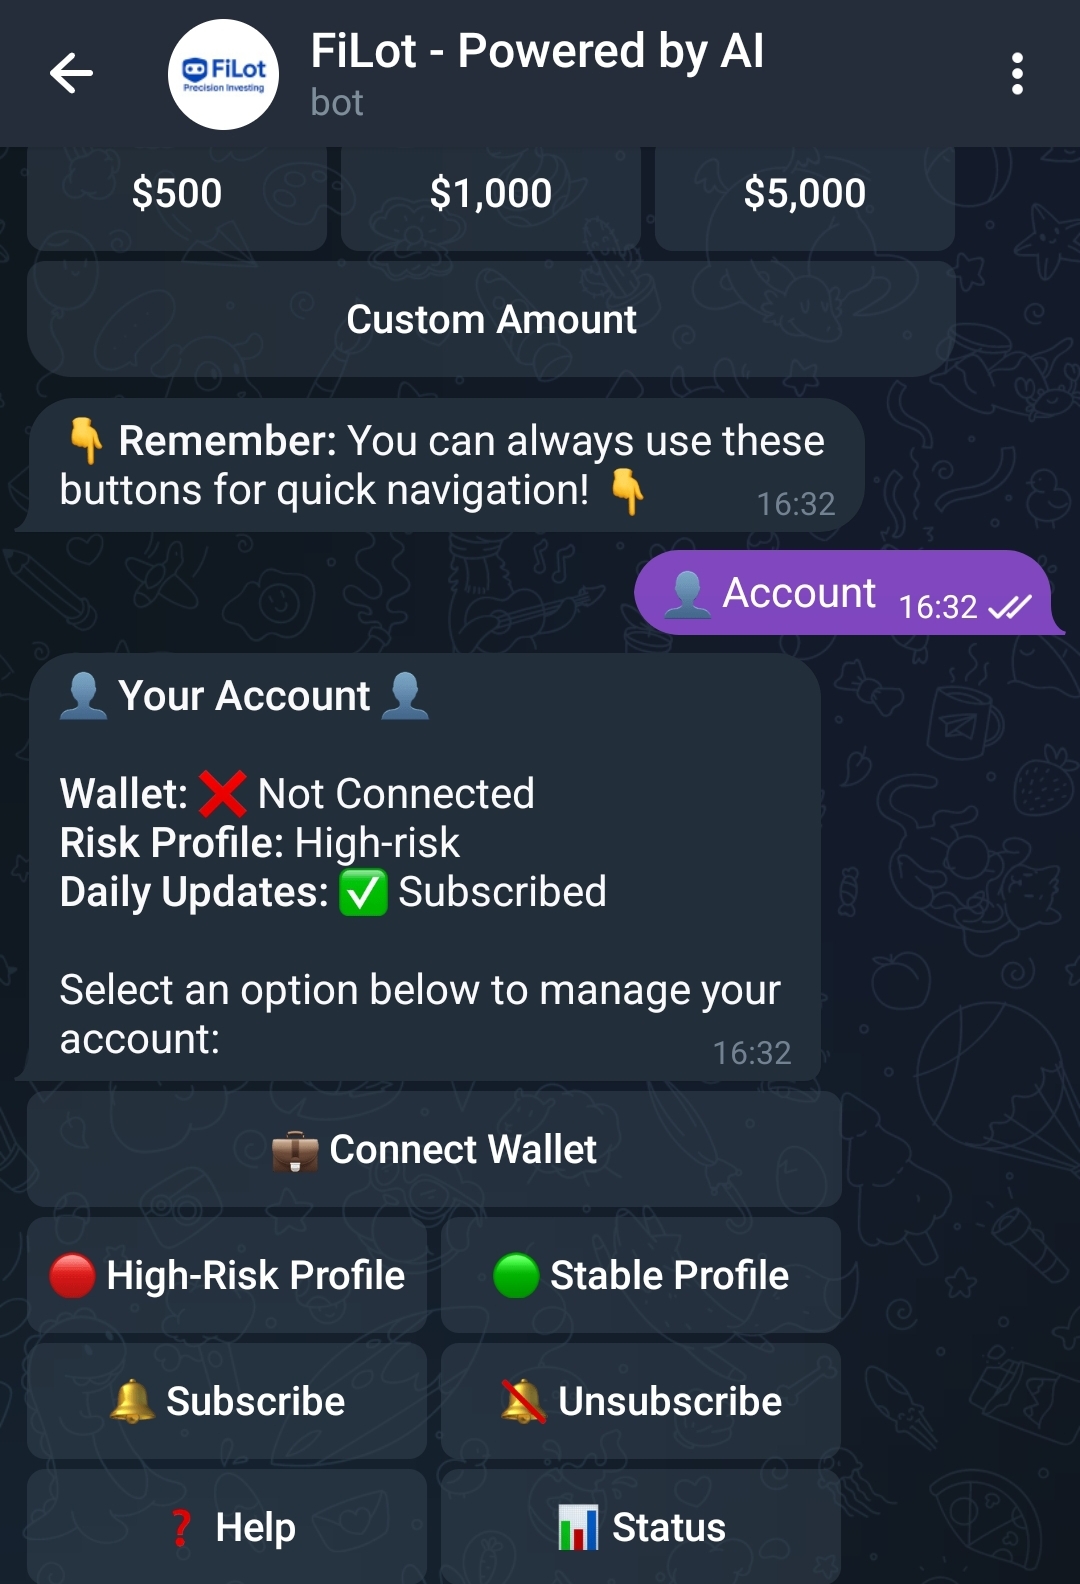 FiLot - Powered by AI
FiLot
Precision Investing
bot
$500 $1,000 $5,000
Custom Amount
👇 Remember: You can always use these
buttons for quick navigation! 👇 16:32
👤 Account 16:32
👤 Your Account 👤
Wallet: ❌ Not Connected
Risk Profile: High-risk
Daily Updates: ✅ Subscribed
Select an option below to manage your
account: 16:32
💼 Connect Wallet
🔴 High-Risk Profile 🟢 Stable Profile
🔔 Subscribe 🔕 Unsubscribe
❓ Help 📊 Status